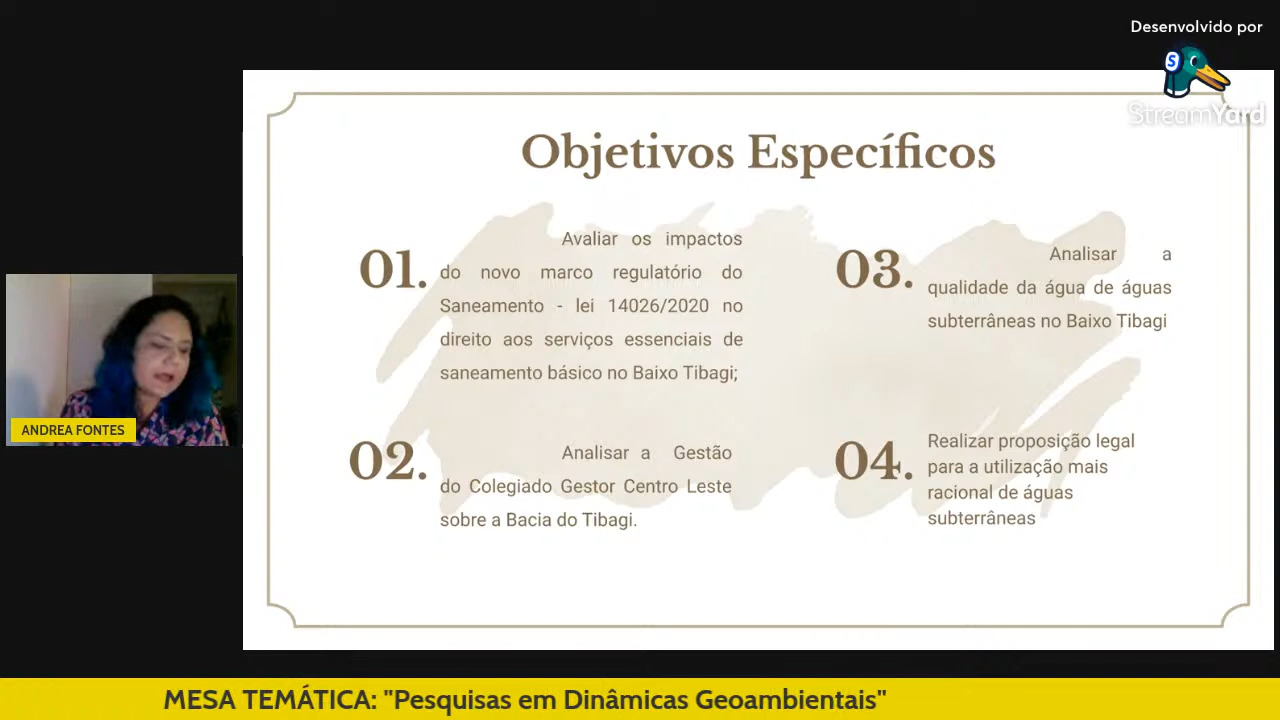 Desenvolvido por
S
StreamYard
Objetivos Específicos
01.
Avaliar os impactos
do novo marco regulatório do
Saneamento - lei 14026/2020 no
direito aos serviços essenciais de
saneamento básico no Baixo Tibagi;
02.
Analisar a Gestão
do Colegiado Gestor Centro Leste
sobre a Bacia do Tibagi.
03.
Analisar a
qualidade da água de águas
subterrâneas no Baixo Tibagi
04.
Realizar proposição legal
para a utilização mais
racional de águas
subterrâneas
ANDREA FONTES
MESA TEMÁTICA: "Pesquisas em Dinâmicas Geoambientais"